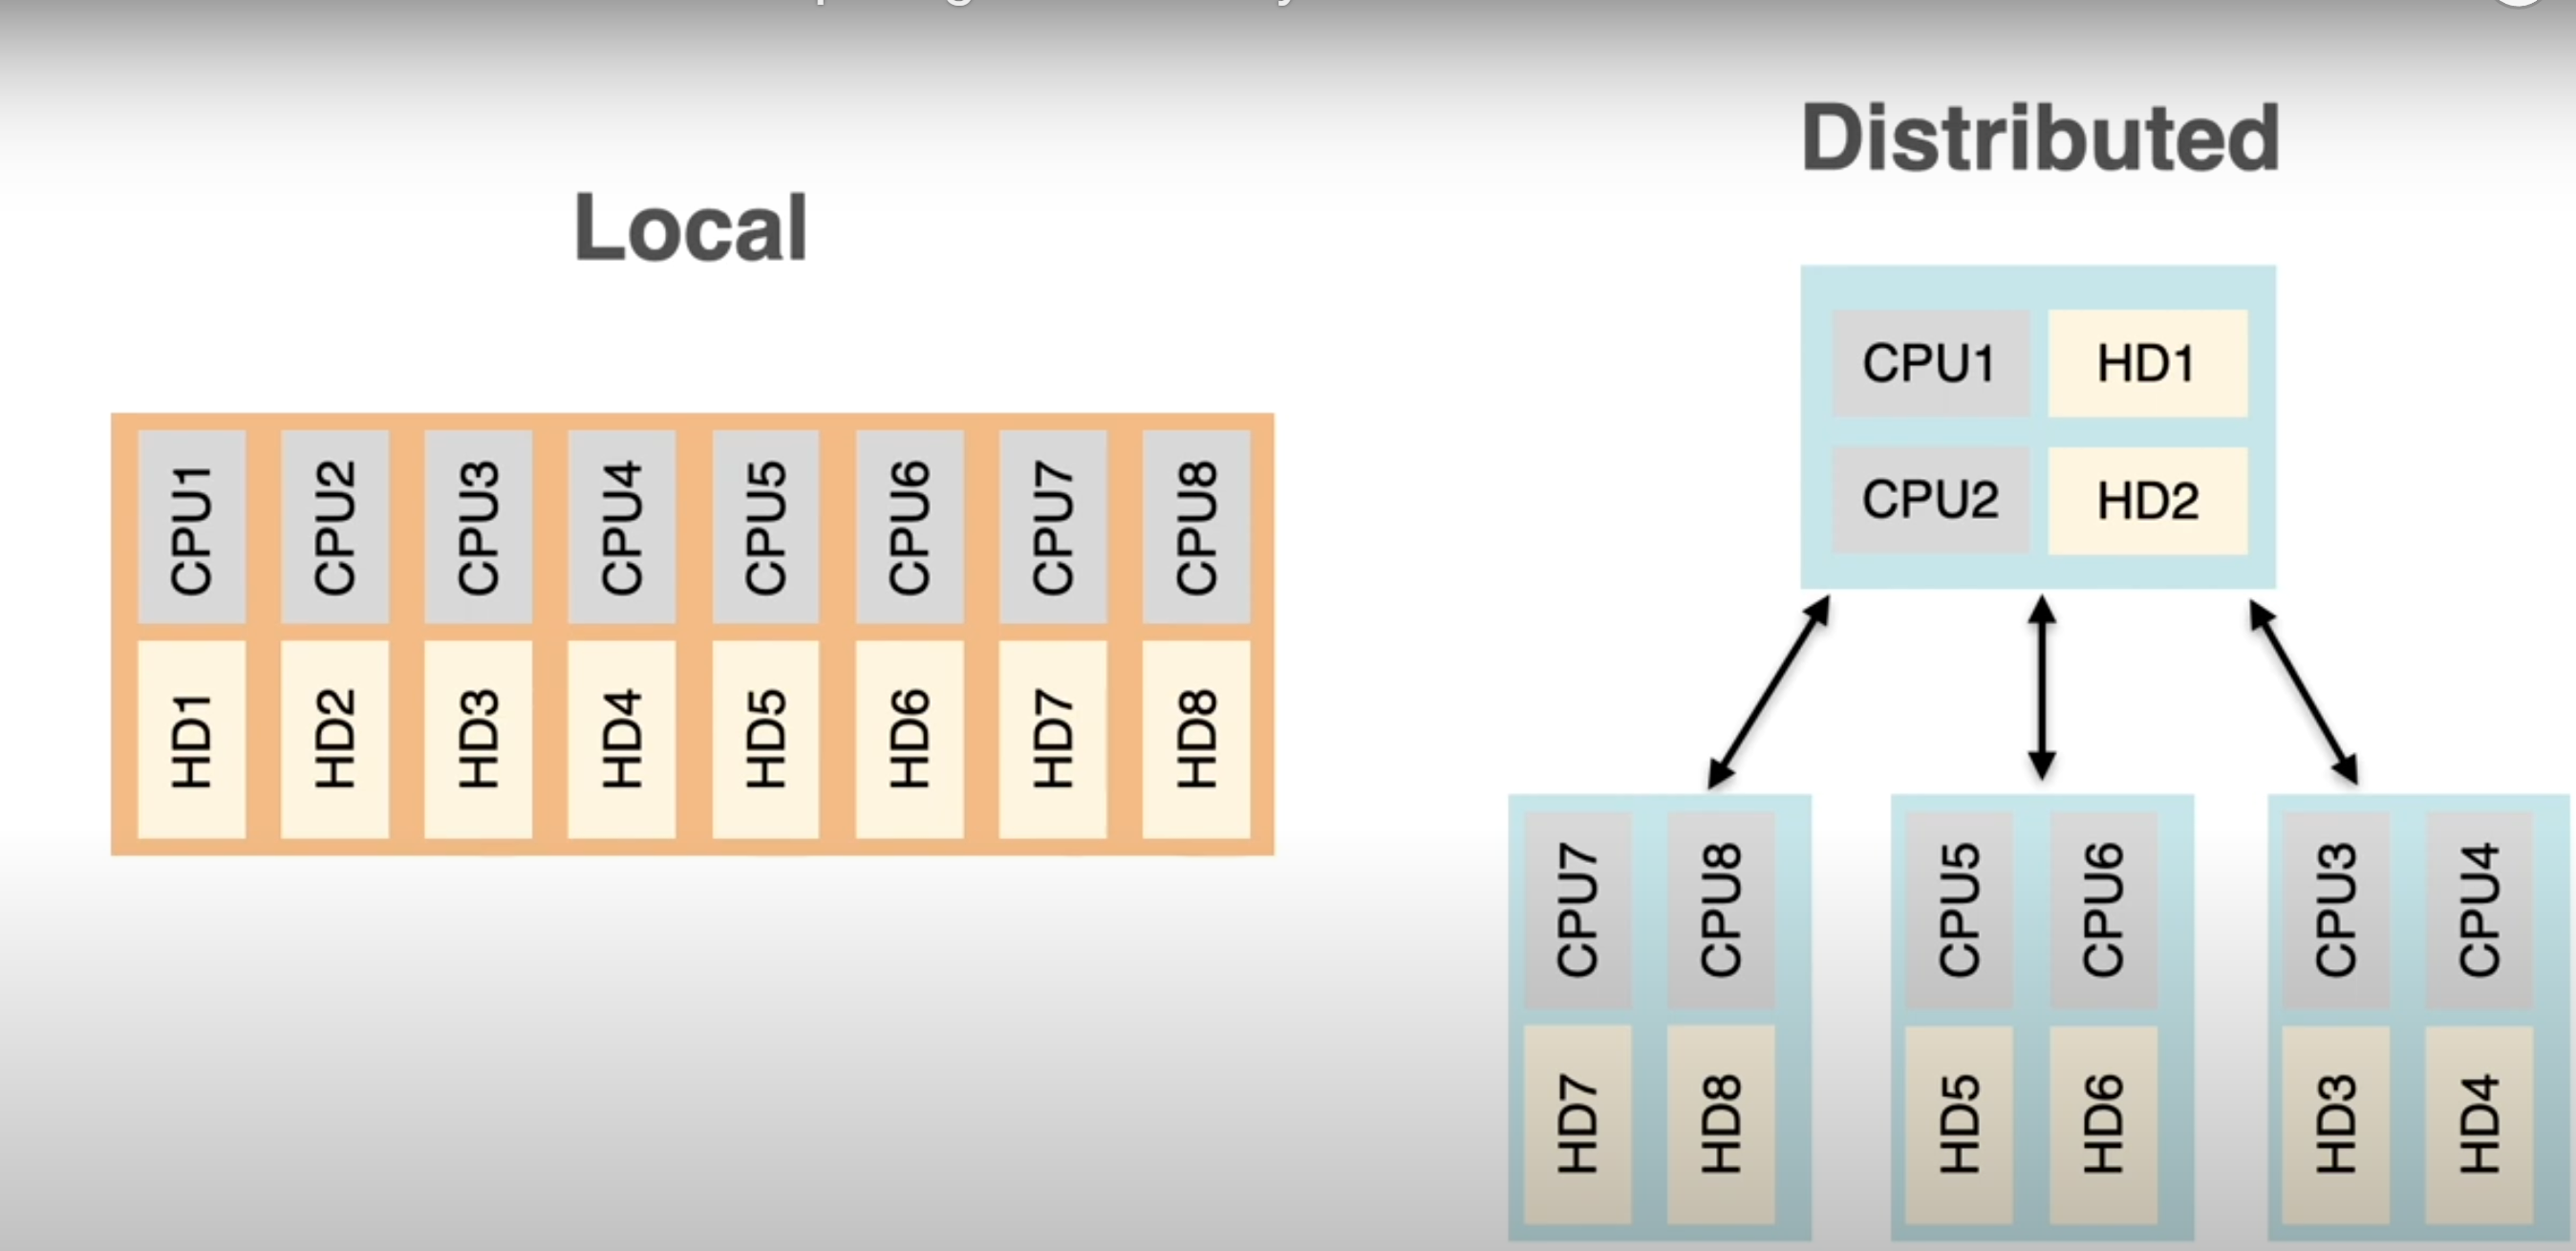 Local
CPU1 CPU2 CPU3 CPU4 CPU5 CPU6 CPU7 CPU8
HD1 HD2 HD3 HD4 HD5 HD6 HD7 HD8
Distributed
CPU1 HD1
CPU2 HD2
CPU7 CPU8 CPU5 CPU6 CPU3 CPU4
HD7 HD8 HD5 HD6 HD3 HD4